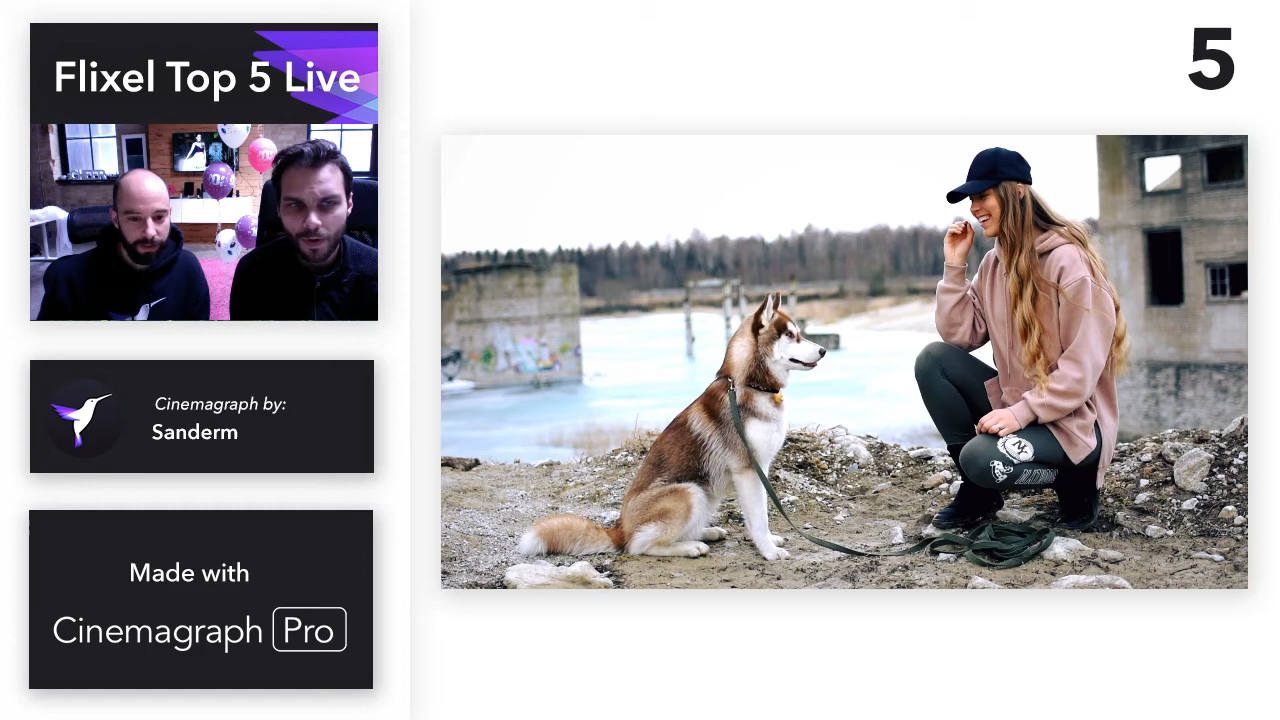 Flixel Top 5 Live
Cinemagraph by:
Sanderm
Made with
Cinemagraph Pro
5
M